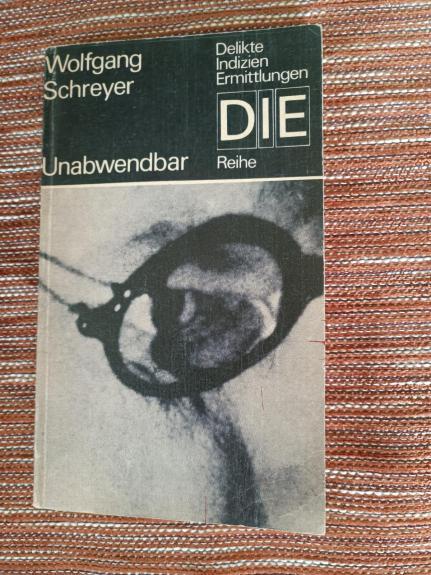 Wolfgang
Schreyer
Unabwendbar
Delikte
Indizien
Ermittlungen
DIE
Reihe